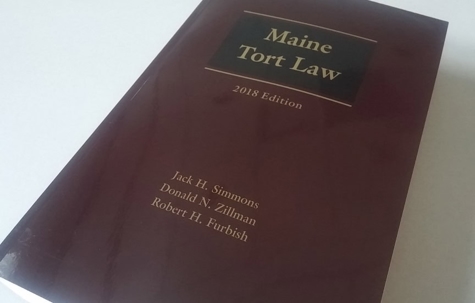 Maine
Tort Law
2018 Edition
Jack H. Simmons
Donald N. Zillman
Robert H. Furbish